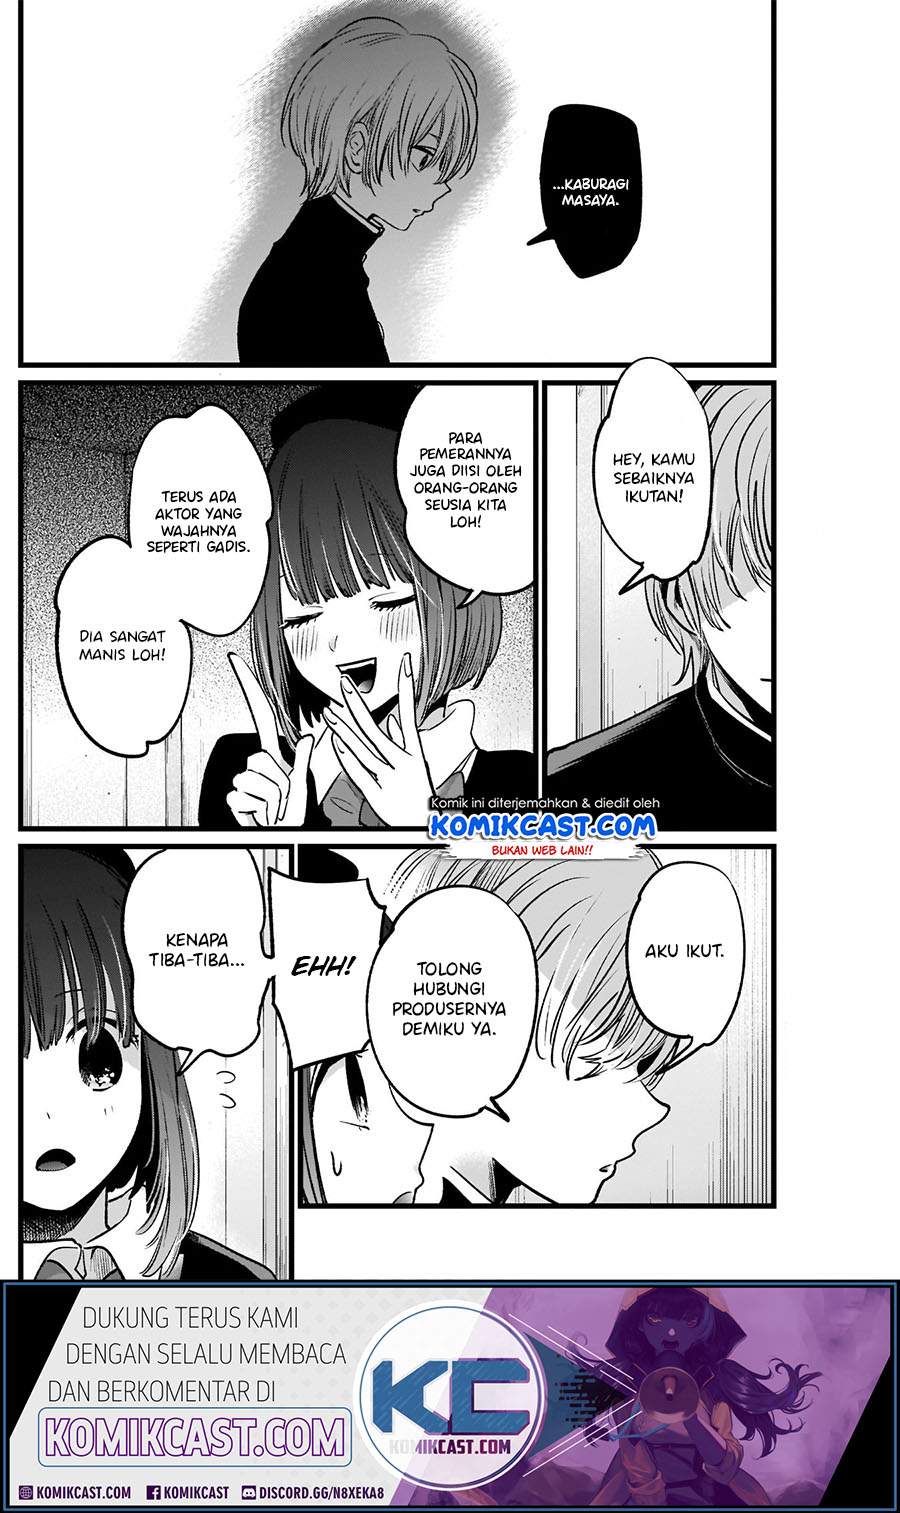 ...KABURAGI
MASAYA.
HEY, KAMU
SEBAIKNYA
IKUTAN!
PARA
PEMERANNYA
JUGA DIISI OLEH
ORANG-ORANG
SEUSIA KITA
LOH!
TERUS ADA
AKTOR YANG
WAJAHNYA
SEPERTI GADIS.
DIA SANGAT
MANIS LOH!
Komik ini diterjemahkan & diedit oleh
KOMIKCAST.COM
BUKAN WEB LAIN!!
AKU IKUT.
TOLONG
HUBUNGI
PRODUSERNYA
DEMIKU YA.
EHH!
KENAPA
TIBA-TIBA...
DUKUNG TERUS KAMI
DENGAN SELALU MEMBACA
DAN BERKOMENTAR DI
KOMIKCAST.COM
KC
KOMIKCAST.COM
KOMIKCAST.COM KOMIKCAST DISCORD.GG/N8XEKA8